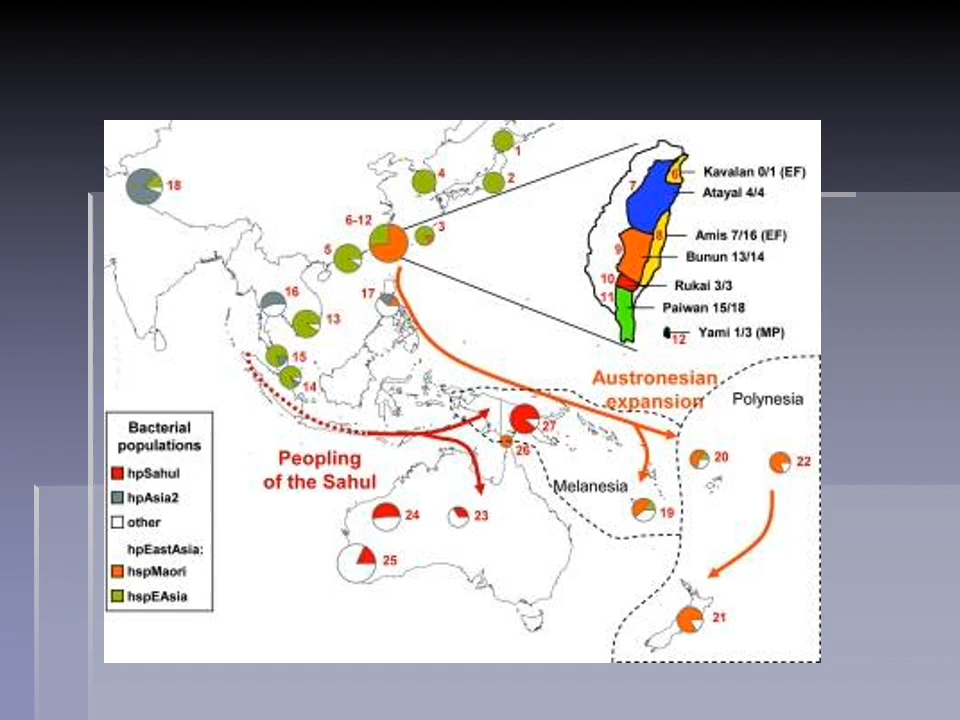 1
2
3
4
5
6-12
18
16
17
13
15
14
Kavalan 0/1 (EF)
6
7
Atayal 4/4
8
Amis 7/16 (EF)
9
Bunun 13/14
10
Rukai 3/3
11
Paiwan 15/18
Yami 1/3 (MP)
12
Austronesian
expansion
Polynesia
27
26
Melanesia
20
22
19
21
Peopling
of the Sahul
24
23
25
Bacterial
populations
hpSahul
hpAsia2
other
hpEastAsia:
hspMaori
hspEAsia